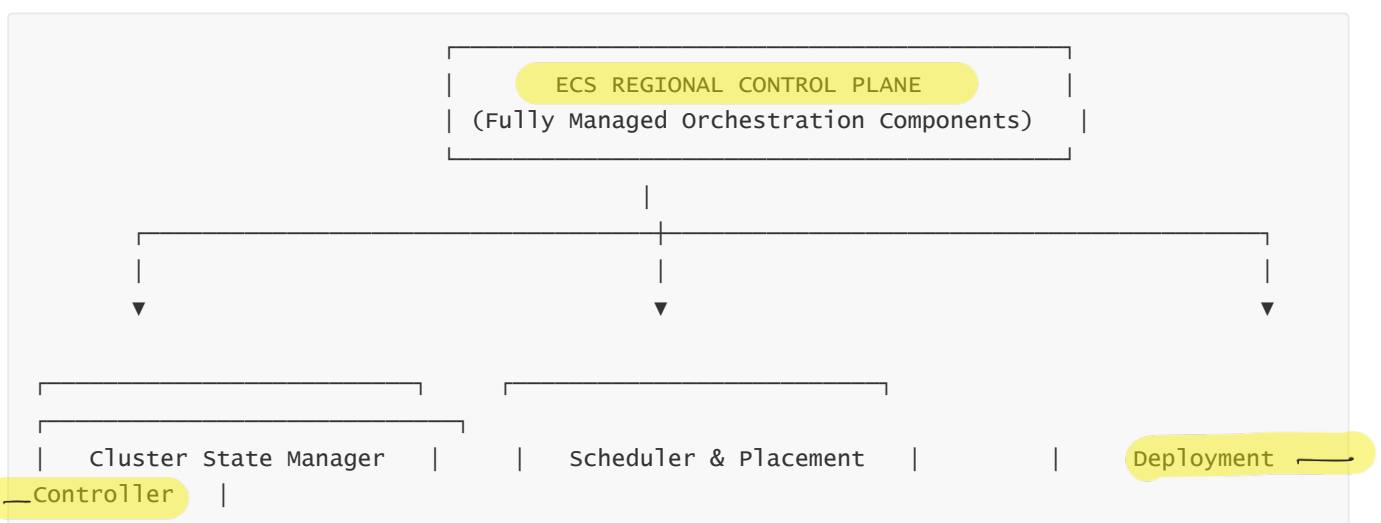 ECS REGIONAL CONTROL PLANE
(Fully Managed Orchestration Components)
Cluster State Manager | | Scheduler & Placement | | Deployment
Controller |